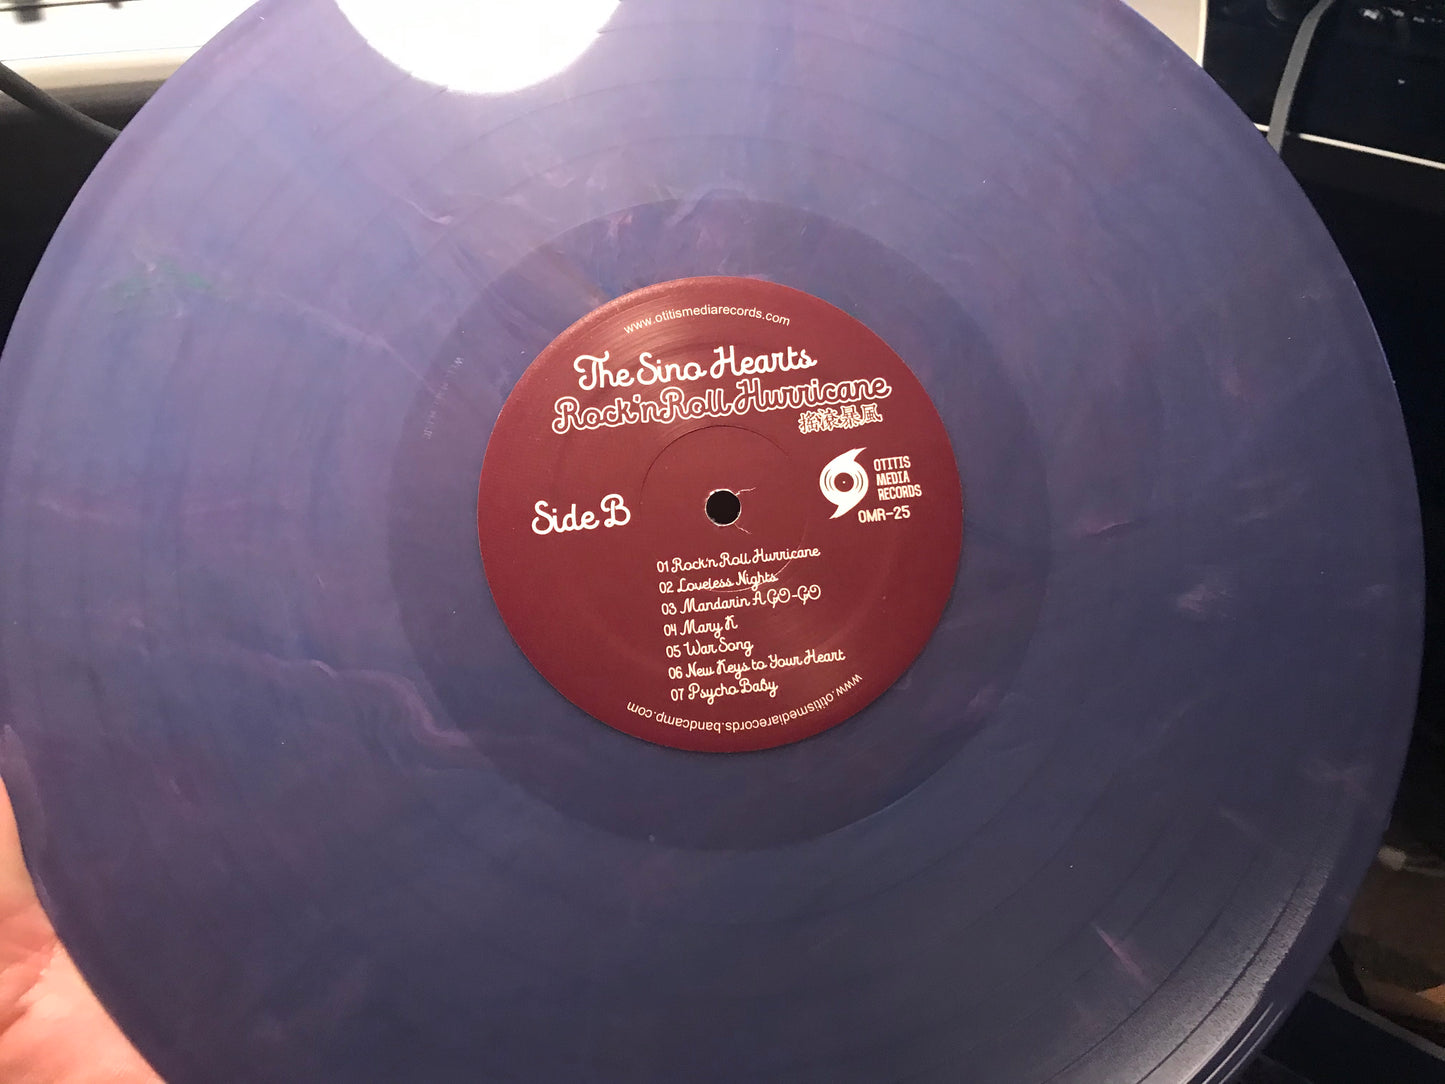 www.otitismediarecords.com
The Sino Hearts
Rock'n Roll Hurricane
搖滾暴風
OTITIS
MEDIA
RECORDS
OMR-25
Side B
01 Rock'n Roll Hurricane
02 Loveless Nights
03 Mandarin A GO-GO
04 Mary K
05 War Song
06 New Keys to Your Heart
07 Psycho Baby
www.otitismediarecords.bandcamp.com